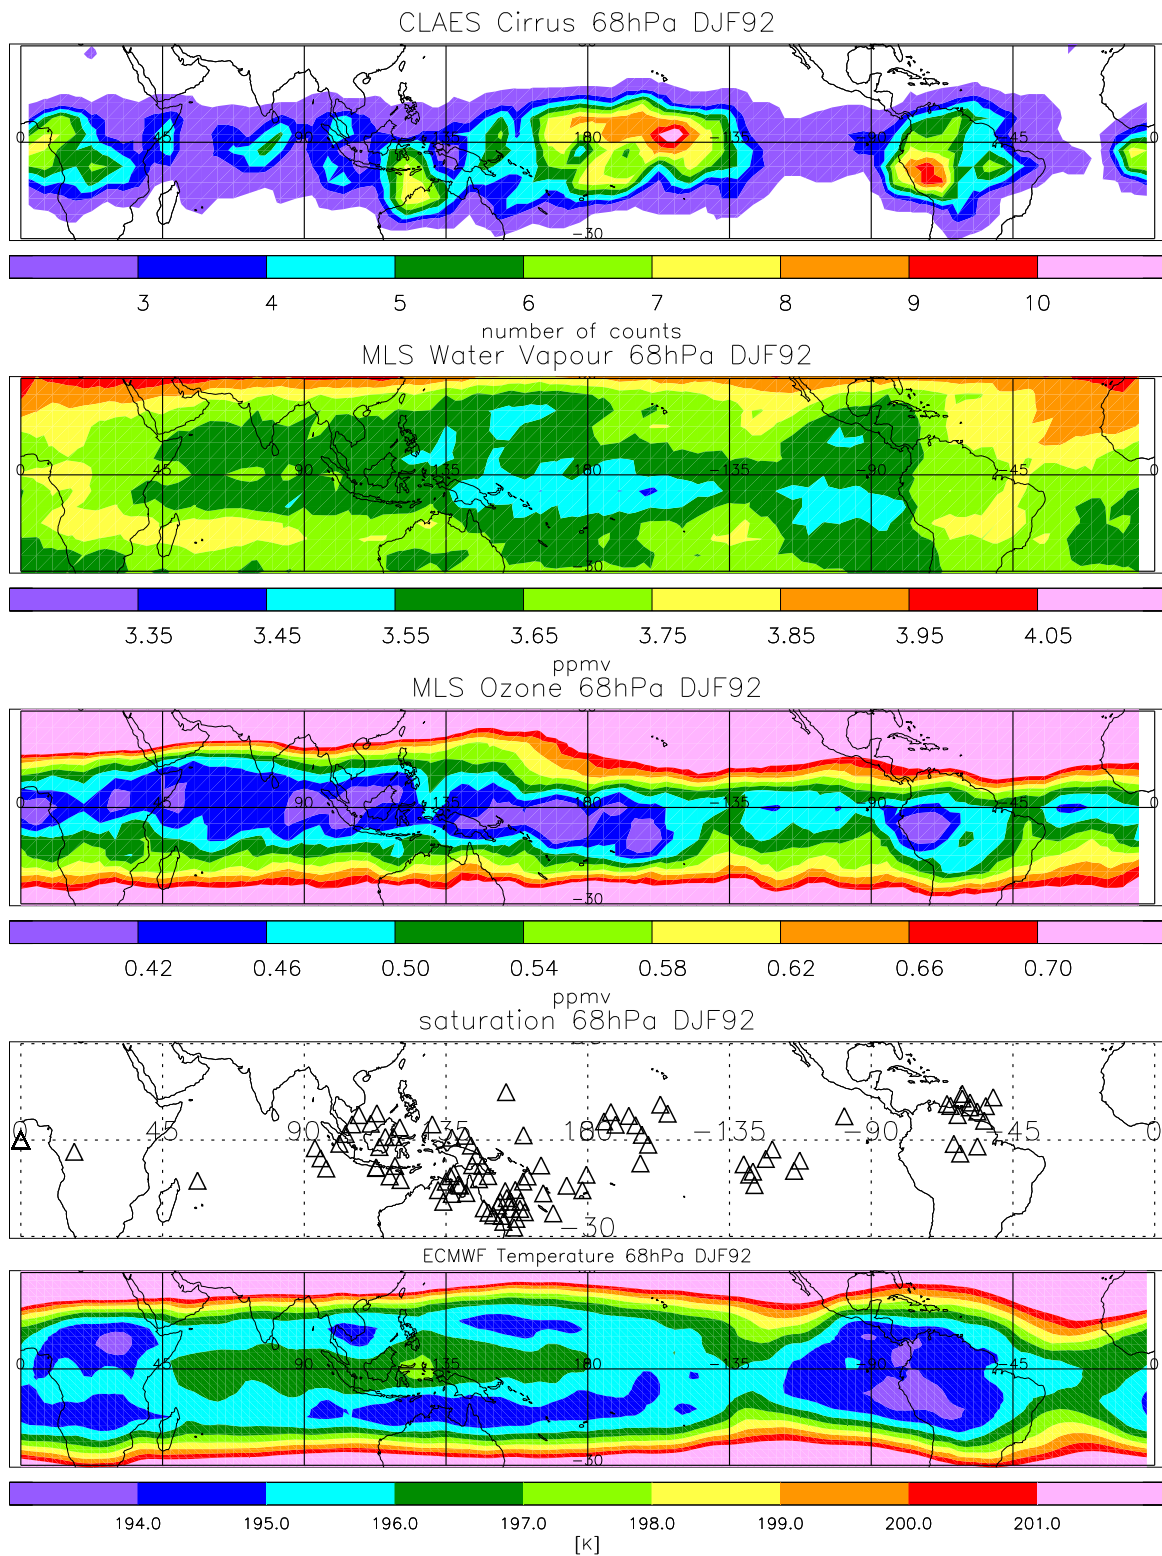 CLAES Cirrus 68hPa DJF92
0 45 90 135 180 -135 -90 -45 0
-30
3 4 5 6 7 8 9 10
number of counts
MLS Water Vapour 68hPa DJF92
0 45 90 135 180 -135 -90 -45 0
-30
3.35 3.45 3.55 3.65 3.75 3.85 3.95 4.05
ppmv
MLS Ozone 68hPa DJF92
0 45 90 135 180 -135 -90 -45 0
-30
0.42 0.46 0.50 0.54 0.58 0.62 0.66 0.70
ppmv
saturation 68hPa DJF92
0 45 90 135 180 -135 -90 -45 0
-30
ECMWF Temperature 68hPa DJF92
0 45 90 135 180 -135 -90 -45 0
-30
194.0 195.0 196.0 197.0 198.0 199.0 200.0 201.0
[K]